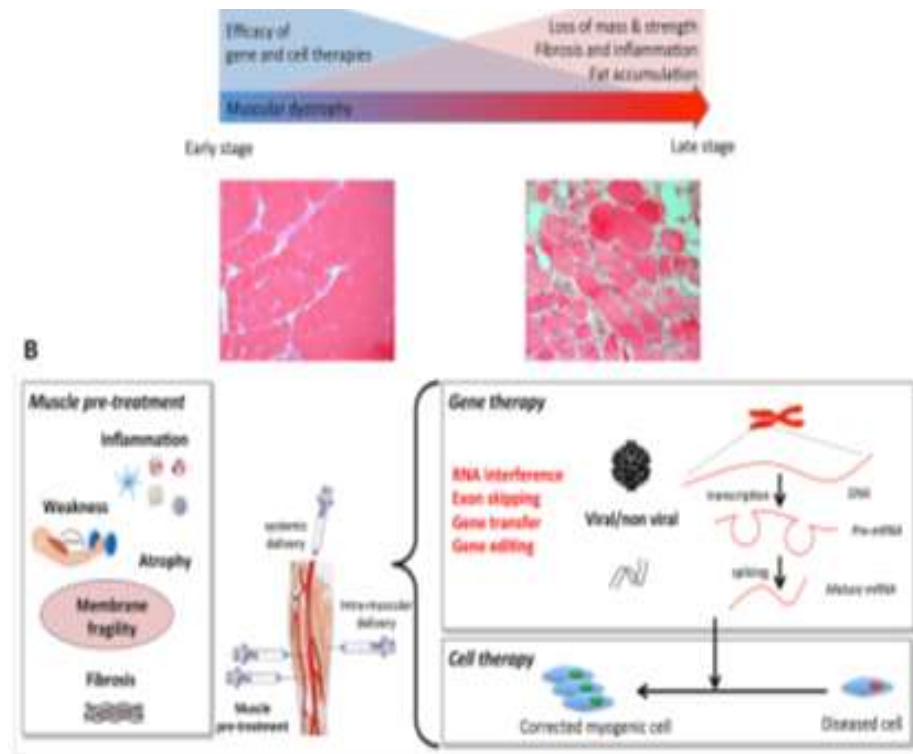 Efficacy of
gene and cell therapies
Loss of mass & strength
Fibrosis and inflammation
Fat accumulation
Muscular dystrophy
Early stage
Late stage
B
Muscle pre-treatment
Inflammation
Weakness
Atrophy
Membrane
fragility
Fibrosis
systemic
delivery
Intra-muscular
delivery
Muscle
pre-treatment
Gene therapy
RNA interference
Exon skipping
Gene transfer
Gene editing
Viral/non viral
transcription
DNA
Pre-mRNA
splicing
Mature mRNA
Cell therapy
Corrected myogenic cell
Diseased cell